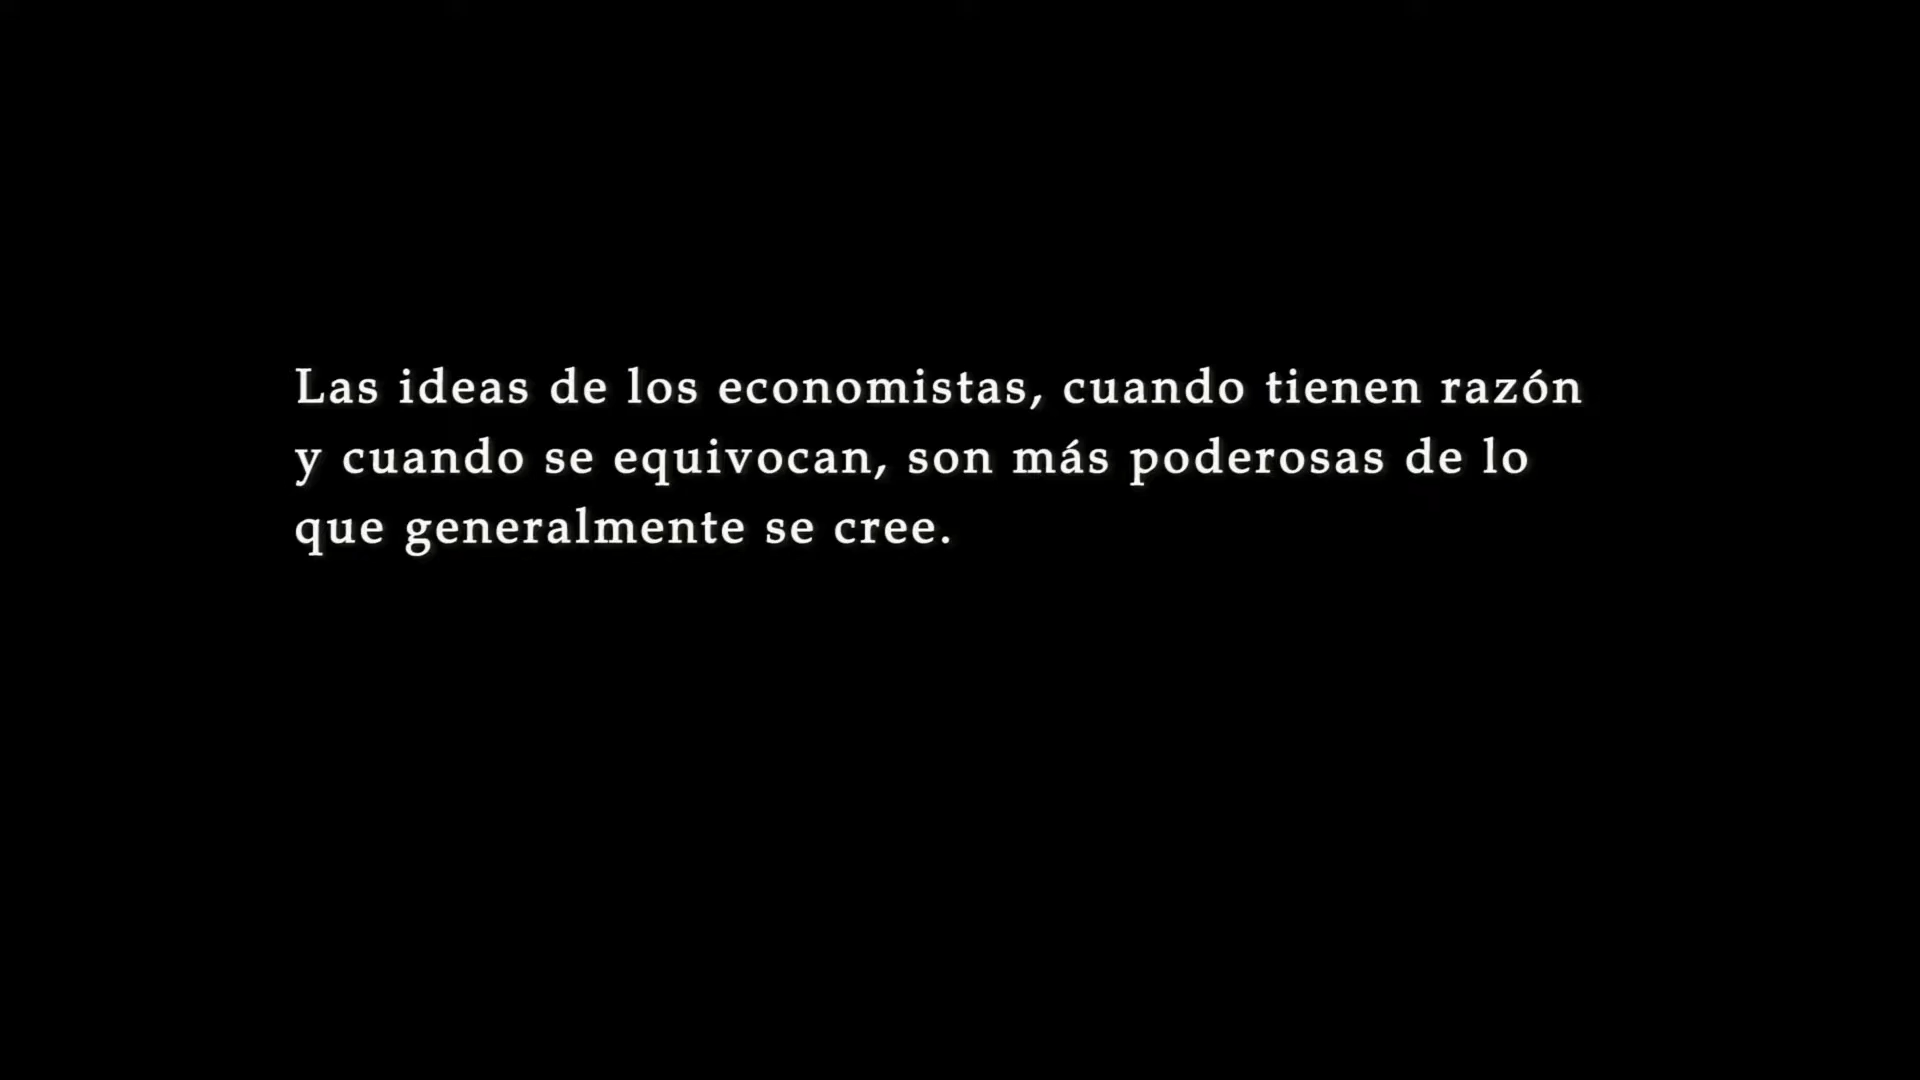 Las ideas de los economistas, cuando tienen razón
y cuando se equivocan, son más poderosas de lo
que generalmente se cree.